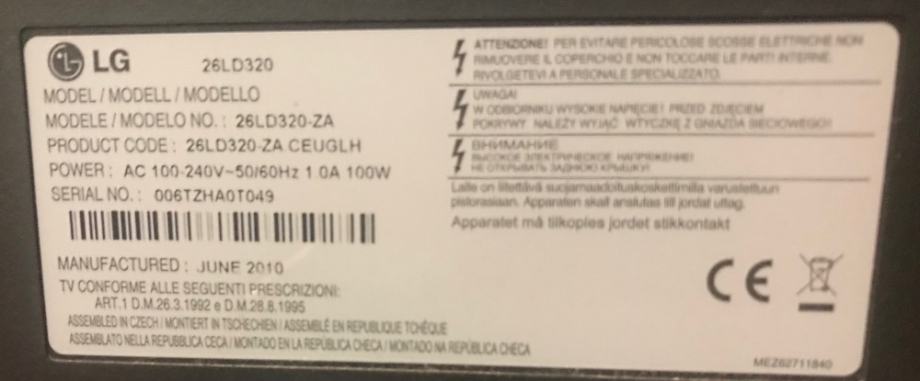 LG 26LD320
MODEL / MODELL / MODELLO
MODELE / MODELO NO. : 26LD320-ZA
PRODUCT CODE : 26LD320-ZA CEUGLH
POWER : AC 100-240V~50/60Hz 1.0A 100W
SERIAL NO. : 006TZHA0T049
MANUFACTURED : JUNE 2010
TV CONFORME ALLE SEGUENTI PRESCRIZIONI:
ART.1 D.M.26.3.1992 e D.M.28.8.1995
ASSEMBLED IN CZECH / MONTIERT IN TSCHECHIEN / ASSEMBLÉ EN REPUBLIQUE TCHÉQUE
ASSEMBLATO NELLA REPUBBLICA CECA / MONTADO EN LA REPÚBLICA CHECA / MONTADO NA REPÚBLICA CHECA
ATTENZIONE! PER EVITARE PERICOLOSE SCOSSE ELETTRICHE NON
RIMUOVERE IL COPERCHIO E NON TOCCARE LE PARTI INTERNE.
RIVOLGETEVI A PERSONALE SPECIALIZZATO.
UWAGA!
W ODBIORNIKU WYSOKIE NAPIĘCIE! PRZED ZDJĘCIEM
POKRYWY NALEŻY WYJĄĆ WTYCZKĘ Z GNIAZDA SIECIOWEGO!
ВНИМАНИЕ
ВЫСОКОЕ ЭЛЕКТРИЧЕСКОЕ НАПРЯЖЕНИЕ!
НЕ ОТКРЫВАТЬ ЗАДНЮЮ КРЫШКУ!
Laite on liitettävä suojamaadoituskoskettimilla varustettuun
pistorasiaan. Apparaten skall anslutas till jordat uttag.
Apparatet må tilkoples jordet stikkontakt
CE
MEZ62711840